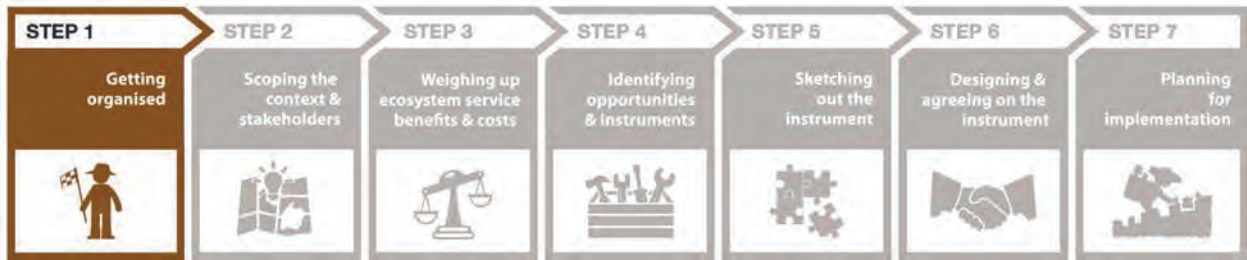 STEP 1
Getting
organised
STEP 2
Scoping the
context &
stakeholders
STEP 3
Weighing up
ecosystem service
benefits & costs
STEP 4
Identifying
opportunities
& instruments
STEP 5
Sketching
out the
instrument
STEP 6
Designing &
agreeing on the
instrument
STEP 7
Planning
for
implementation